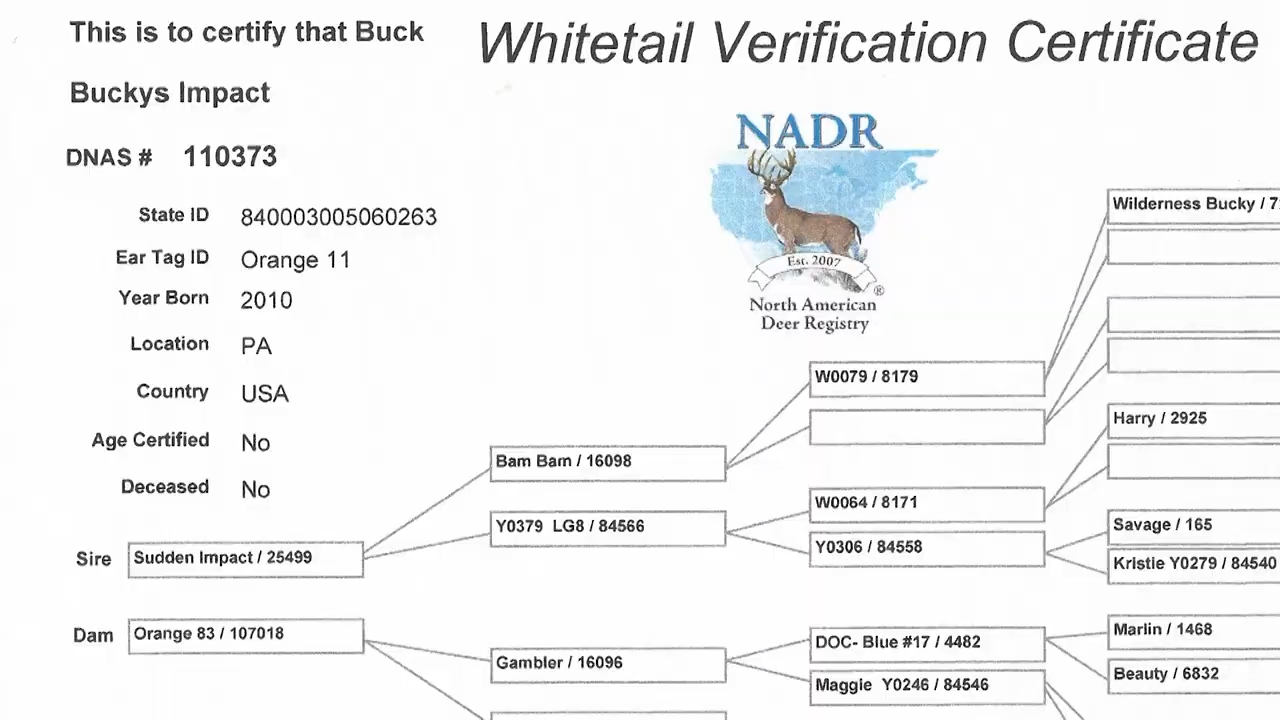 This is to certify that Buck
Whitetail Verification Certificate
Buckys Impact
DNAS # 110373
NADR
Est. 2007
North American
Deer Registry
®
State ID 840003005060263
Ear Tag ID Orange 11
Year Born 2010
Location PA
Country USA
Age Certified No
Deceased No
Sire Sudden Impact / 25499
Dam Orange 83 / 107018
Bam Bam / 16098
Y0379 LG8 / 84566
Gambler / 16096
W0079 / 8179
W0064 / 8171
Y0306 / 84558
DOC- Blue #17 / 4482
Maggie Y0246 / 84546
Wilderness Bucky / 7
Harry / 2925
Savage / 165
Kristie Y0279 / 84540
Marlin / 1468
Beauty / 6832